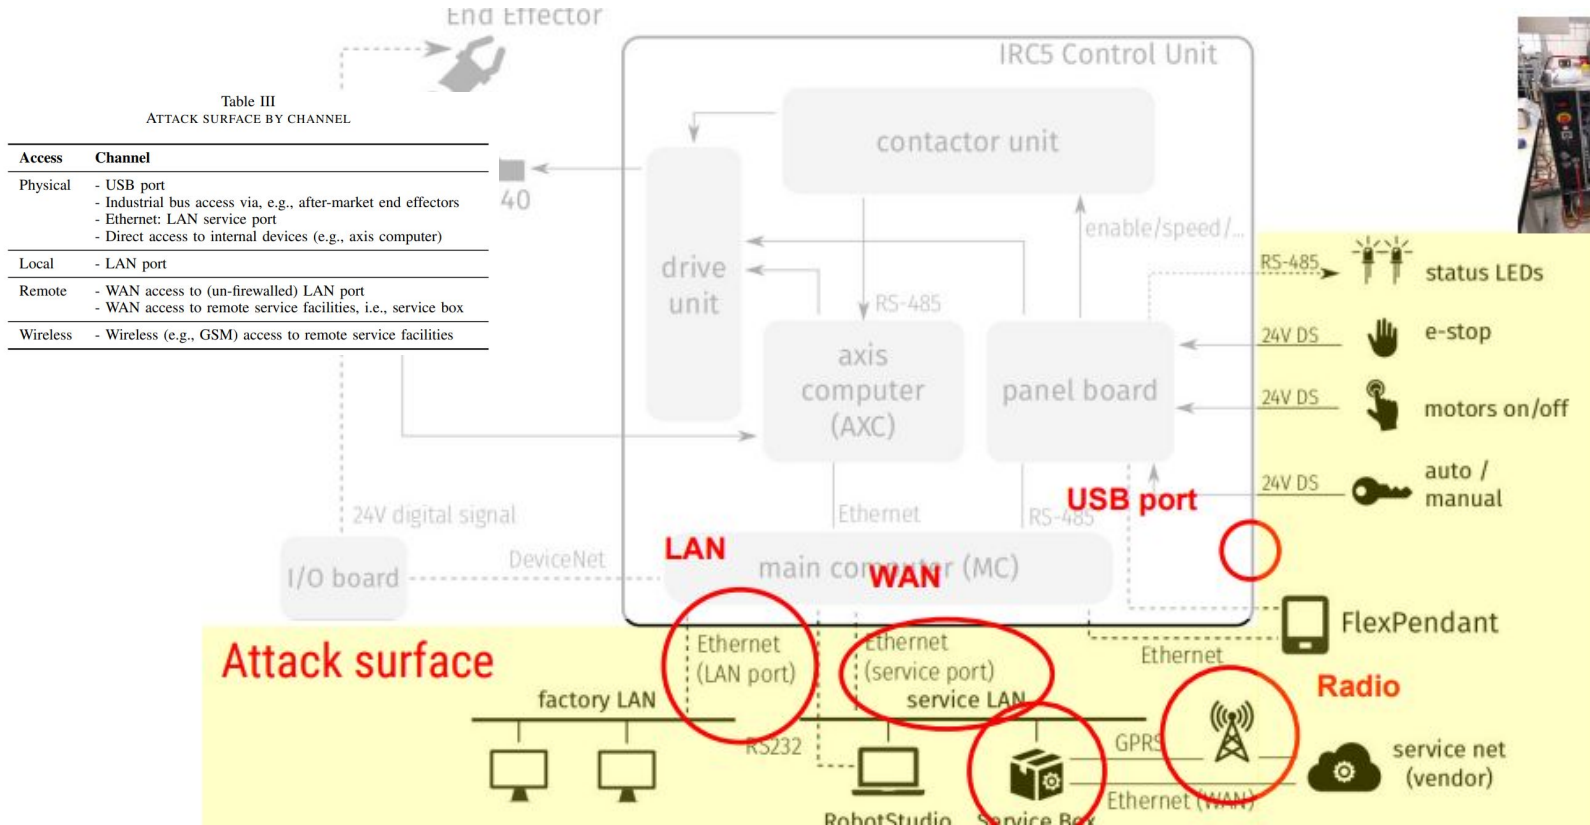 End Effector
IRC5 Control Unit
Table III
ATTACK SURFACE BY CHANNEL
Access Channel
Physical - USB port
- Industrial bus access via, e.g., after-market end effectors
- Ethernet: LAN service port
- Direct access to internal devices (e.g., axis computer)
Local - LAN port
Remote - WAN access to (un-firewalled) LAN port
- WAN access to remote service facilities, i.e., service box
Wireless - Wireless (e.g., GSM) access to remote service facilities
40
contactor unit
enable/speed/...
drive
unit
RS-485
RS-485
status LEDs
axis
computer
(AXC)
panel board
24V DS
e-stop
24V DS
motors on/off
24V DS
auto /
manual
USB port
24V digital signal
Ethernet
RS-485
LAN
DeviceNet
I/O board
main computer (MC)
WAN
FlexPendant
Ethernet
Attack surface
Ethernet
(LAN port)
Ethernet
(service port)
Radio
factory LAN
service LAN
RS232
GPRS
service net
(vendor)
Ethernet (WAN)
RobotStudio
Service Box